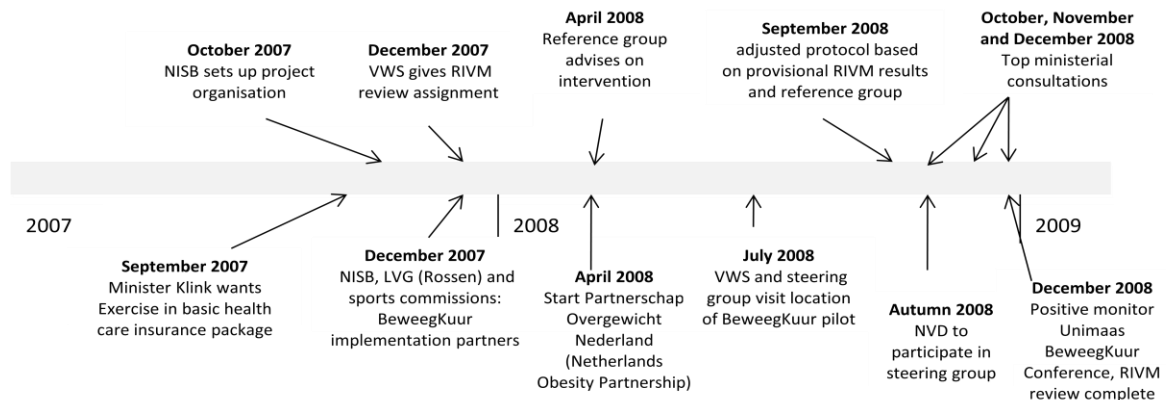 October 2007
NISB sets up project
organisation
December 2007
VWS gives RIVM
review assignment
April 2008
Reference group
advises on
intervention
September 2008
adjusted protocol based
on provisional RIVM results
and reference group
October, November
and December 2008
Top ministerial
consultations
2007
2008
2009
September 2007
Minister Klink wants
Exercise in basic health
care insurance package
December 2007
NISB, LVG (Rossen) and
sports commissions:
BeweegKuur
implementation partners
April 2008
Start Partnerschap
Overgewicht
Nederland
(Netherlands
Obesity Partnership)
July 2008
VWS and steering
group visit location
of BeweegKuur pilot
Autumn 2008
NVD to
participate in
steering group
December 2008
Positive monitor
Unimaas
BeweegKuur
Conference, RIVM
review complete